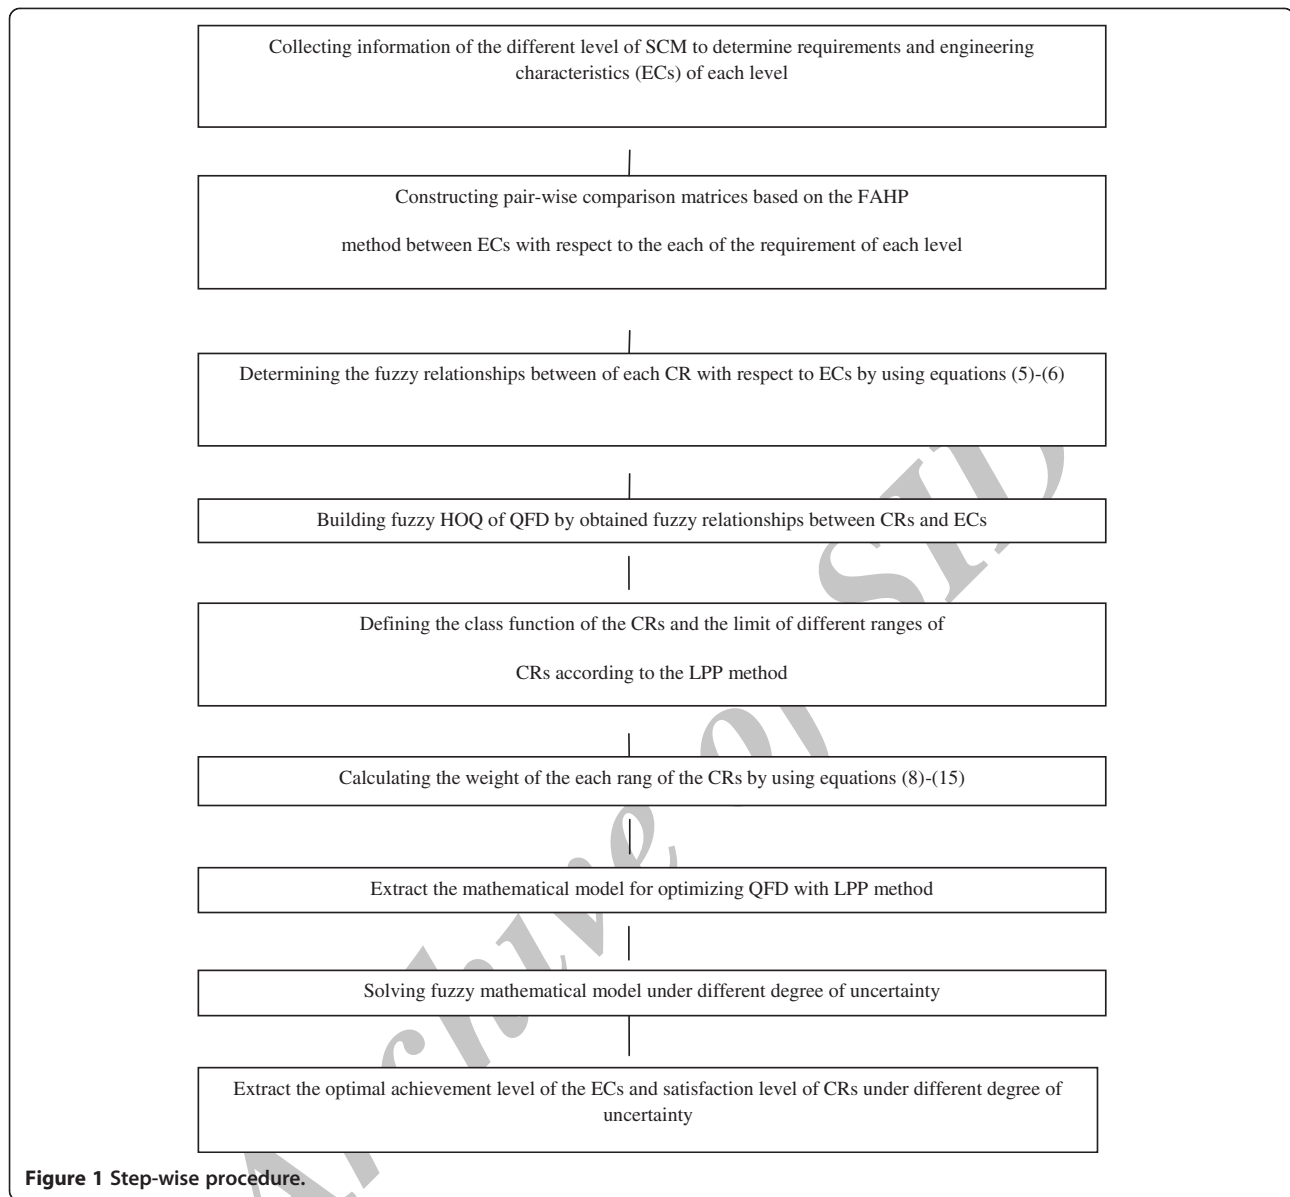 Collecting information of the different level of SCM to determine requirements and engineering
characteristics (ECs) of each level
Constructing pair-wise comparison matrices based on the FAHP
method between ECs with respect to the each of the requirement of each level
Determining the fuzzy relationships between of each CR with respect to ECs by using equations (5)-(6)
Building fuzzy HOQ of QFD by obtained fuzzy relationships between CRs and ECs
Defining the class function of the CRs and the limit of different ranges of
CRs according to the LPP method
Calculating the weight of the each rang of the CRs by using equations (8)-(15)
Extract the mathematical model for optimizing QFD with LPP method
Solving fuzzy mathematical model under different degree of uncertainty
Extract the optimal achievement level of the ECs and satisfaction level of CRs under different degree of
uncertainty
Figure 1 Step-wise procedure.
Archive of SID